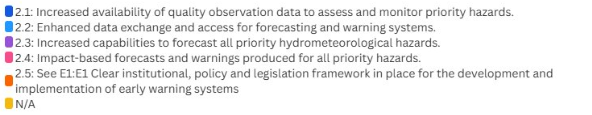 2.1: Increased availability of quality observation data to assess and monitor priority hazards.
2.2: Enhanced data exchange and access for forecasting and warning systems.
2.3: Increased capabilities to forecast all priority hydrometeorological hazards.
2.4: Impact-based forecasts and warnings produced for all priority hazards.
2.5: See E1:E1 Clear institutional, policy and legislation framework in place for the development and
implementation of early warning systems
N/A